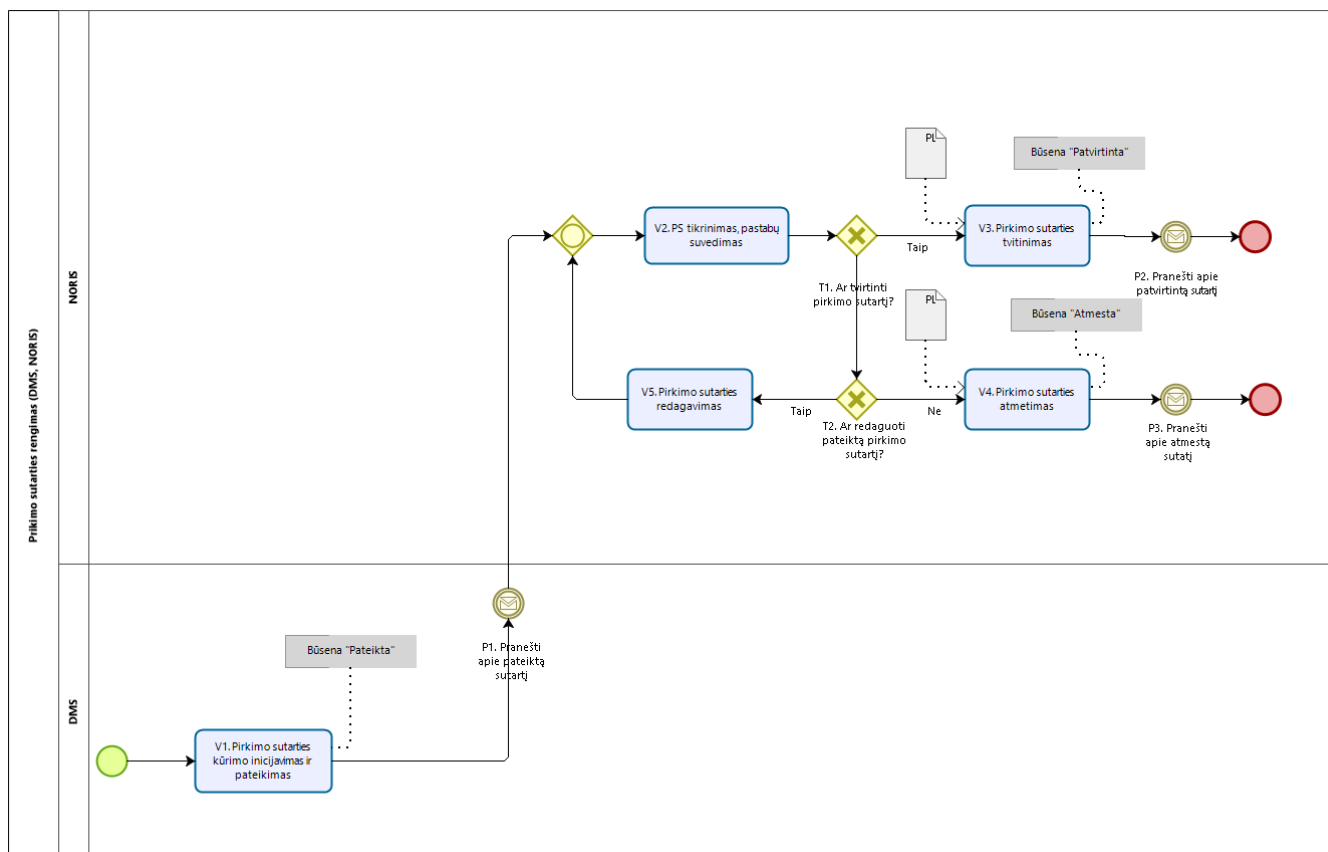 Prikimo sutarties rengimas (DMS, NORIS)
NORIS
PL
Būsena "Patvirtinta"
V2. PS tikrinimas, pastabų
suvedimas
Taip
V3. Pirkimo sutarties
tvitinimas
T1. Ar tvirtinti
pirkimo sutartį?
P2. Pranešti apie
patvirtintą sutartį
PL
Būsena "Atmesta"
V5. Pirkimo sutarties
redagavimas
Taip
Ne
V4. Pirkimo sutarties
atmetimas
T2. Ar redaguoti
pateiktą pirkimo
sutartį?
P3. Pranešti
apie atmestą
sutatį
DMS
Būsena "Pateikta"
P1. Pranešti
apie pateiktą
sutartį
V1. Pirkimo sutarties
kūrimo inicijavimas ir
pateikimas